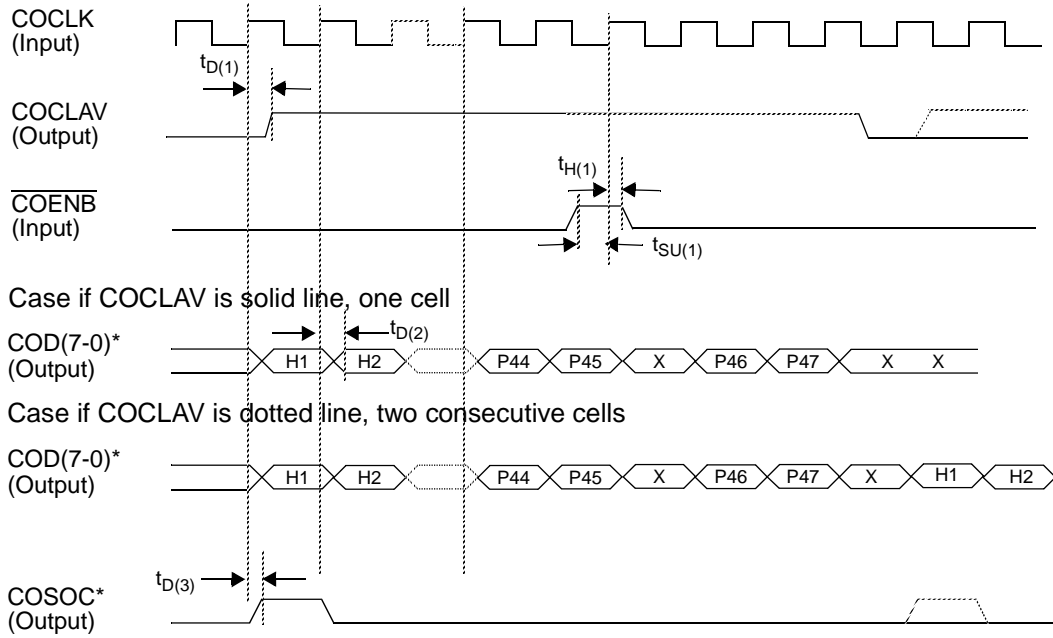 COCLK
(Input)
tD(1)
COCLAV
(Output)
tH(1)
COENB
(Input)
tSU(1)
Case if COCLAV is solid line, one cell
tD(2)
COD(7-0)*
(Output)
H1 H2 P44 P45 X P46 P47 X X
Case if COCLAV is dotted line, two consecutive cells
COD(7-0)*
(Output)
H1 H2 P44 P45 X P46 P47 X H1 H2
tD(3)
COSOC*
(Output)